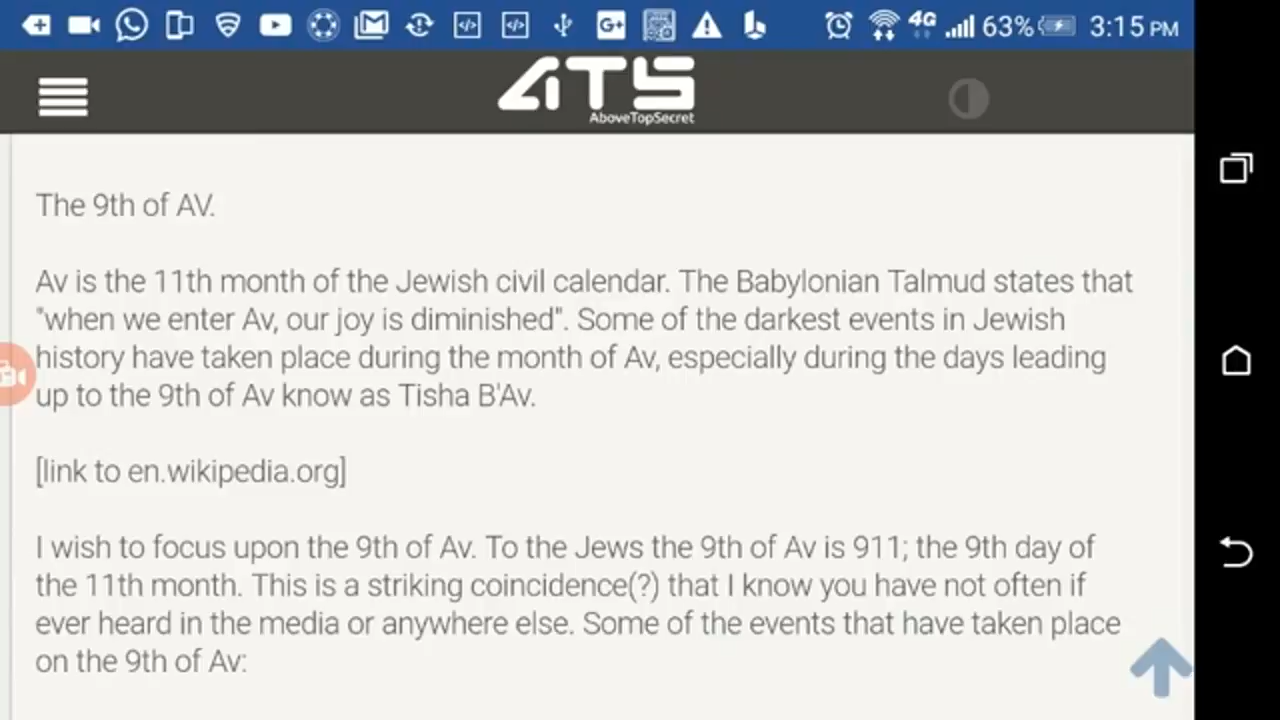 63% 3:15 PM
4G
G+
ATS
AboveTopSecret
The 9th of AV.
Av is the 11th month of the Jewish civil calendar. The Babylonian Talmud states that
"when we enter Av, our joy is diminished". Some of the darkest events in Jewish
history have taken place during the month of Av, especially during the days leading
up to the 9th of Av know as Tisha B'Av.
[link to en.wikipedia.org]
I wish to focus upon the 9th of Av. To the Jews the 9th of Av is 911; the 9th day of
the 11th month. This is a striking coincidence(?) that I know you have not often if
ever heard in the media or anywhere else. Some of the events that have taken place
on the 9th of Av: